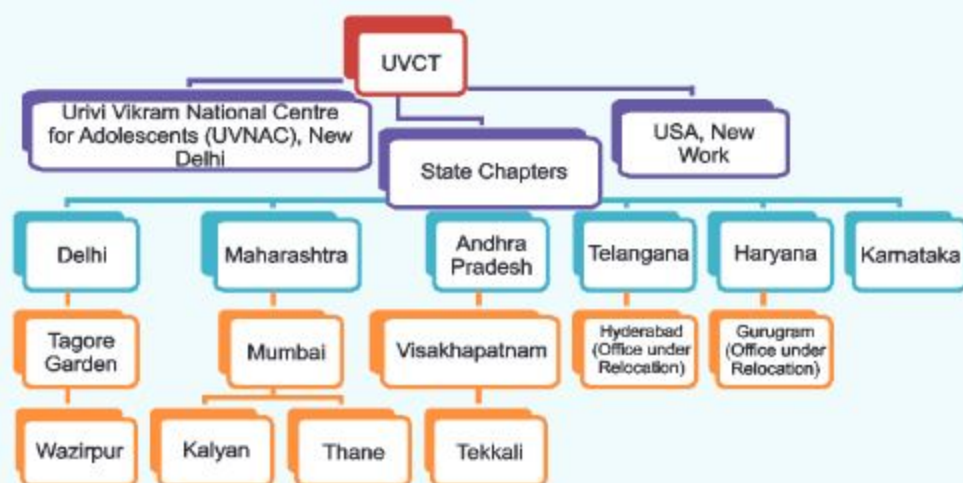 UVCT
Urivi Vikram National Centre
for Adolescents (UVNAC), New
Delhi
State Chapters
USA, New
Work
Delhi
Maharashtra
Andhra
Pradesh
Telangana
Haryana
Karnataka
Tagore
Garden
Mumbai
Visakhapatnam
Hyderabad
(Office under
Relocation)
Gurugram
(Office under
Relocation)
Wazirpur
Kalyan
Thane
Tekkali